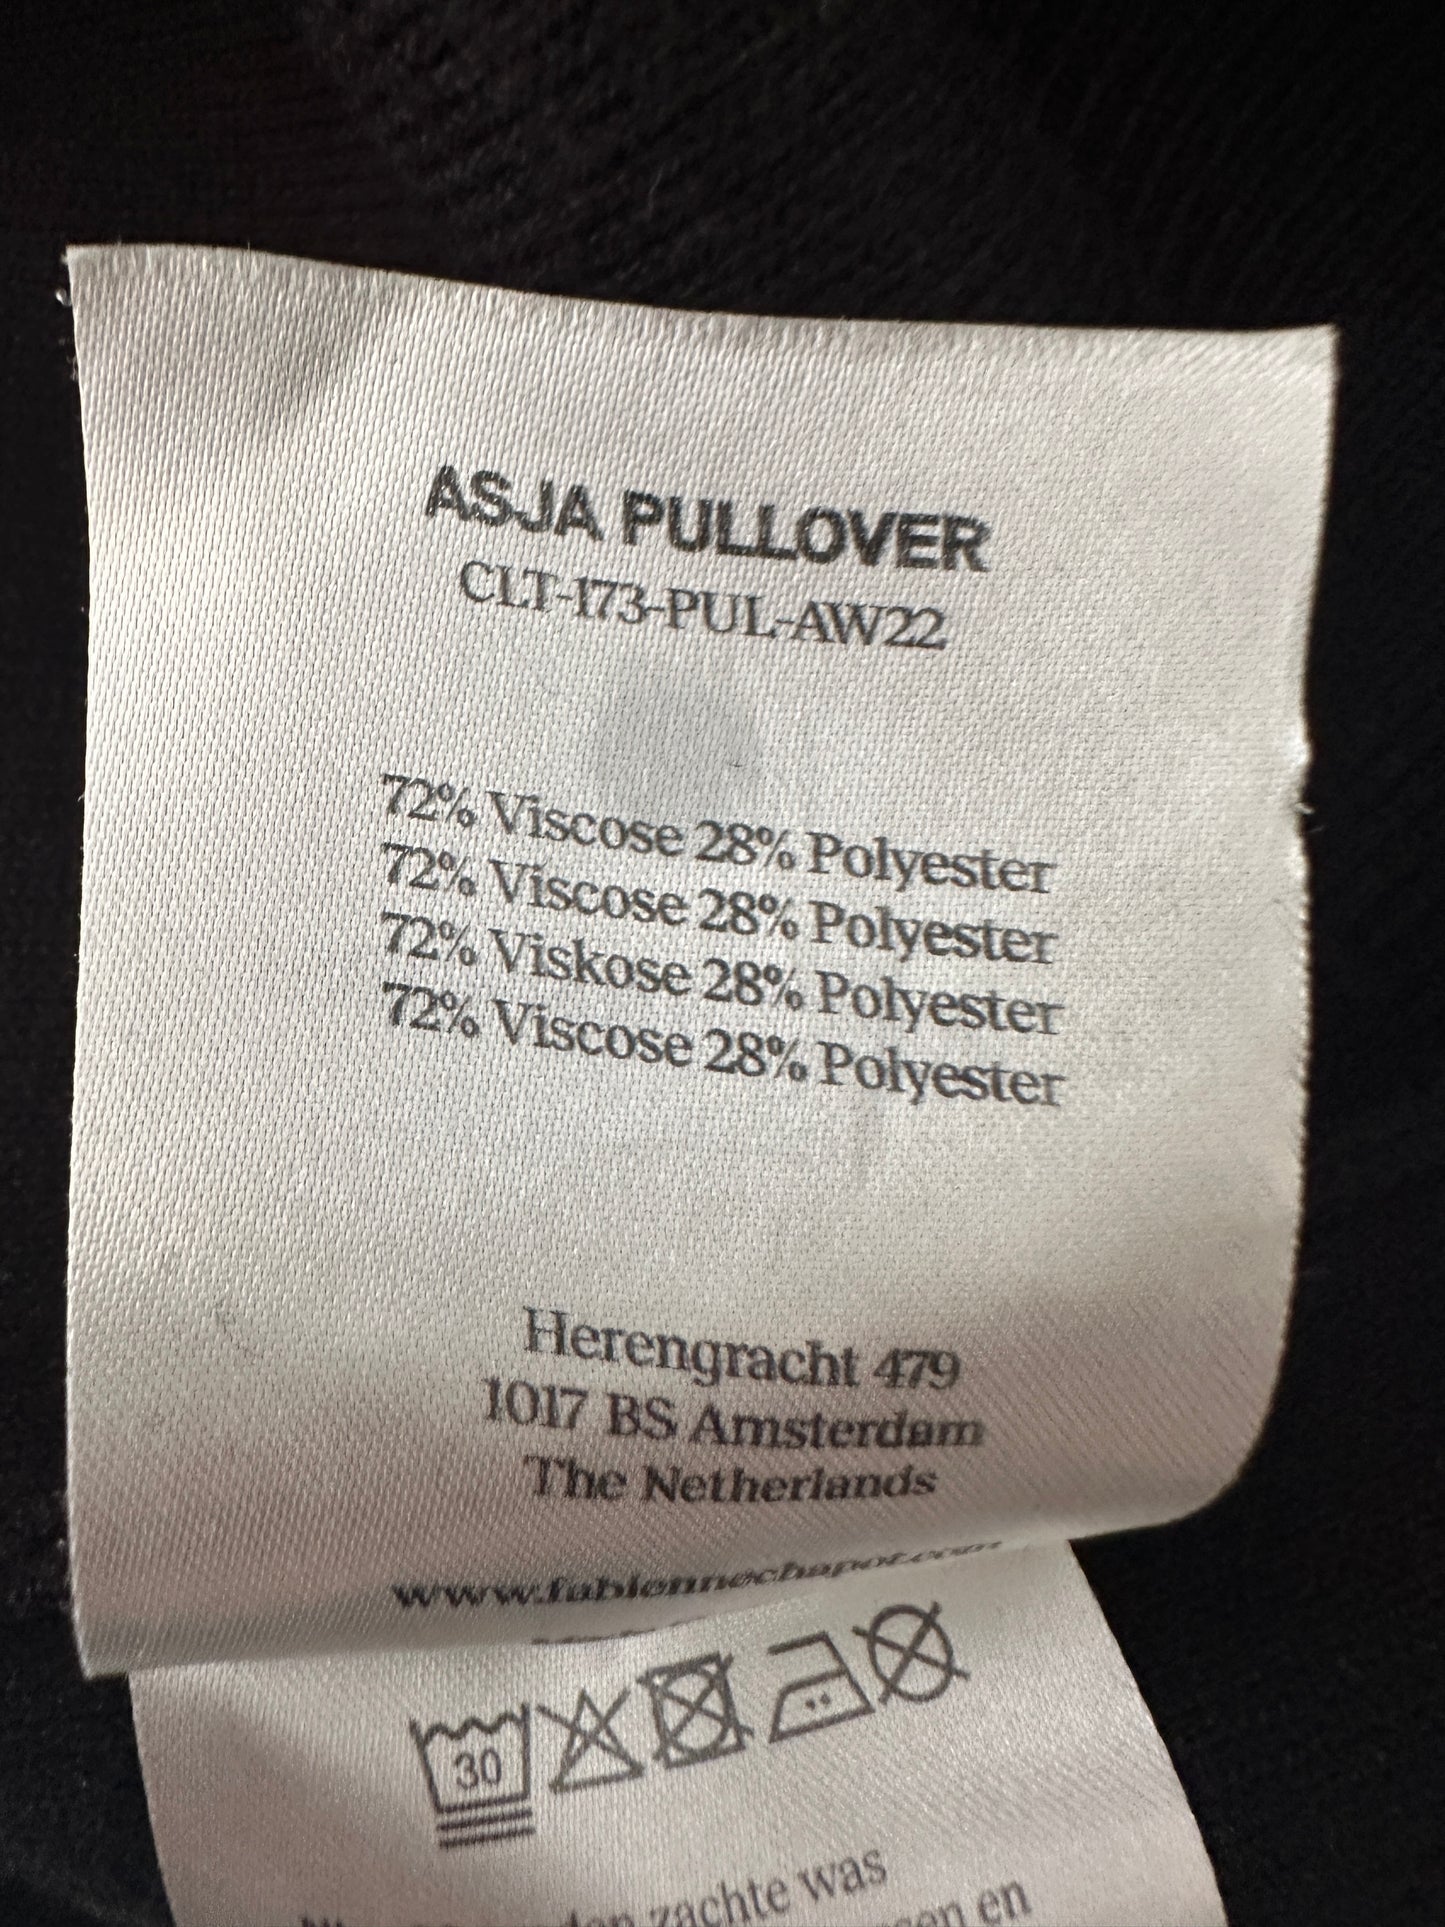 ASJA PULLOVER
CLT-173-PUL-AW22
72% Viscose 28% Polyester
72% Viscose 28% Polyester
72% Viskose 28% Polyester
72% Viscose 28% Polyester
Herengracht 479
1017 BS Amsterdam
The Netherlands
www.fabiennechapot.com
30
zachte was
en